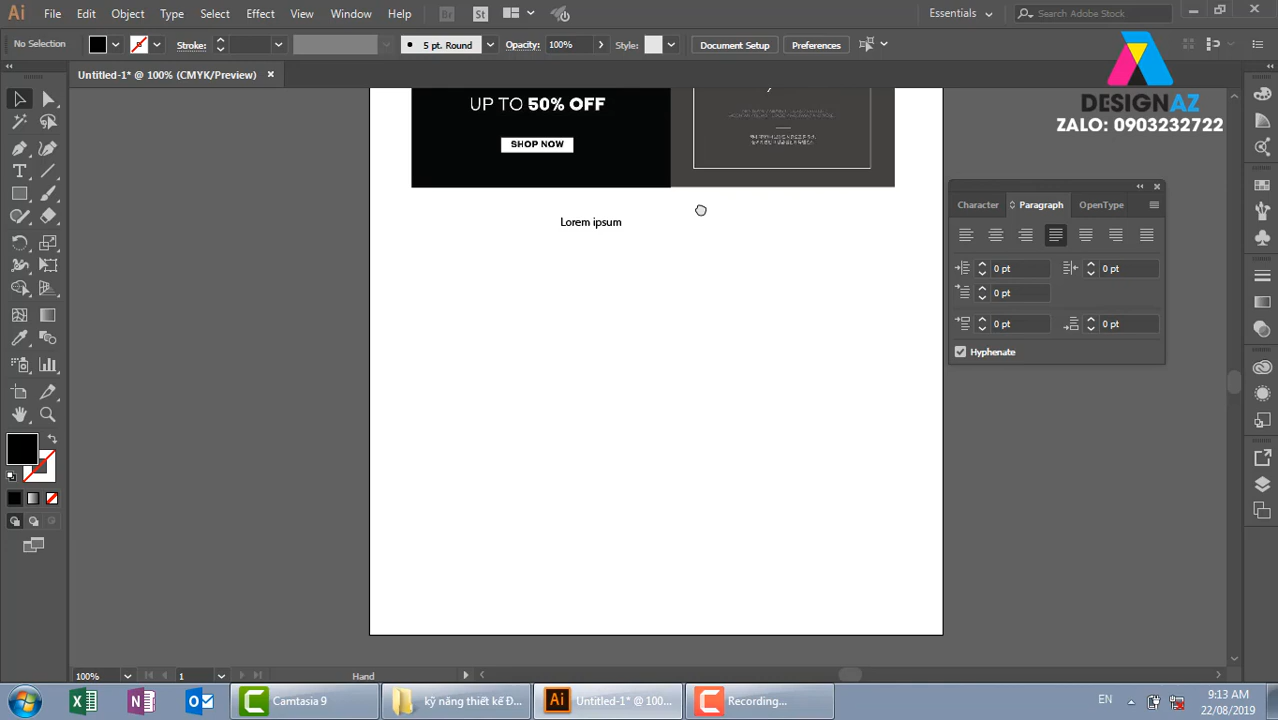 Ai File Edit Object Type Select Effect View Window Help Br St Essentials Search Adobe Stock
No Selection Stroke: 5 pt. Round Opacity: 100% Style: Document Setup Preferences
Untitled-1* @ 100% (CMYK/Preview)
DESIGNAZ
ZALO: 0903232722
UP TO 50% OFF
SHOP NOW
Lorem ipsum
Character Paragraph OpenType
0 pt 0 pt
0 pt
0 pt 0 pt
Hyphenate
100% 1 Hand
Camtasia 9 kỹ năng thiết kế Đ... Untitled-1* @ 100... Recording... EN 9:13 AM
22/08/2019